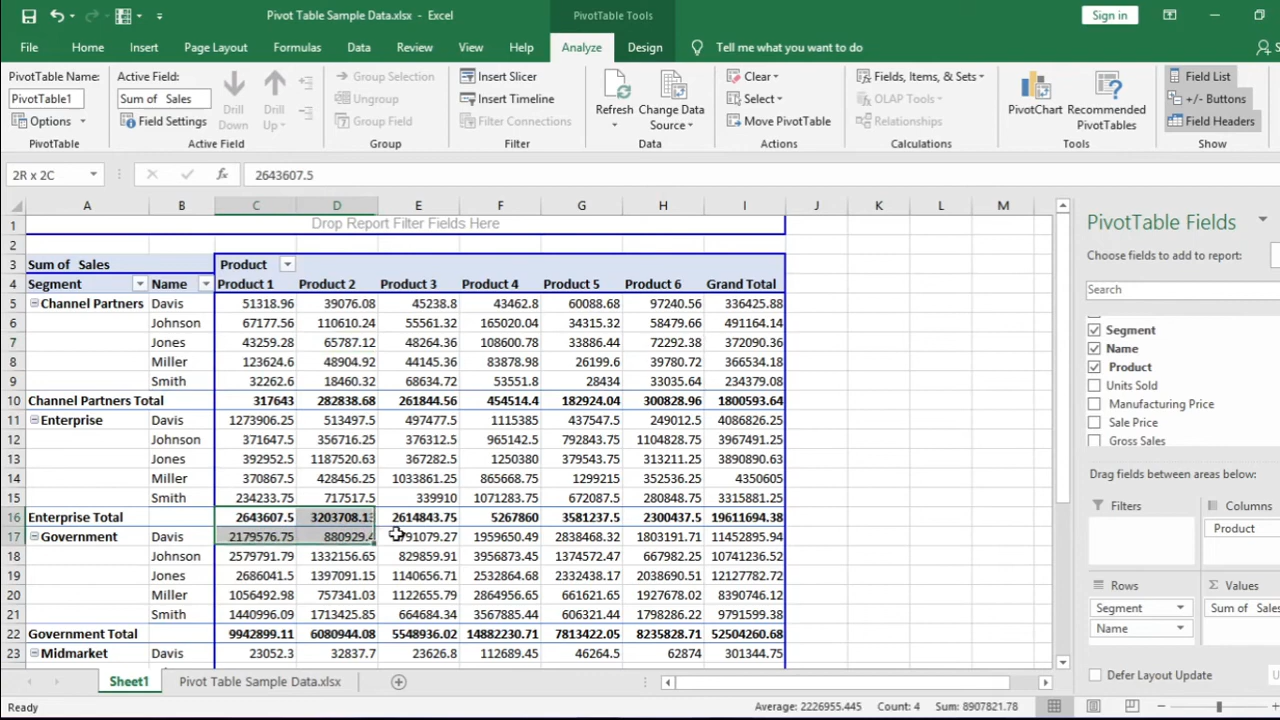 Pivot Table Sample Data.xlsx - Excel
PivotTable Tools
Sign in
File Home Insert Page Layout Formulas Data Review View Help Analyze Design Tell me what you want to do
PivotTable Name: Active Field: Group Selection Insert Slicer Clear Fields, Items, & Sets Field List
PivotTable1 Sum of Sales Drill Down Drill Up Ungroup Insert Timeline Refresh Change Data Source Select OLAP Tools PivotChart Recommended PivotTables +/- Buttons
Options Field Settings Group Field Filter Connections Move PivotTable Relationships Field Headers
PivotTable Active Field Group Filter Data Actions Calculations Tools Show
2R x 2C fx 2643607.5
A B C D E F G H I J K L M
1 Drop Report Filter Fields Here
2
3 Sum of Sales Product
4 Segment Name Product 1 Product 2 Product 3 Product 4 Product 5 Product 6 Grand Total
5 Channel Partners Davis 51318.96 39076.08 45238.8 43462.8 60088.68 97240.56 336425.88
6 Johnson 67177.56 110610.24 55561.32 165020.04 34315.32 58479.66 491164.14
7 Jones 43259.28 65787.12 48264.36 108600.78 33886.44 72292.38 372090.36
8 Miller 123624.6 48904.92 44145.36 83878.98 26199.6 39780.72 366534.18
9 Smith 32262.6 18460.32 68634.72 53551.8 28434 33035.64 234379.08
10 Channel Partners Total 317643 282838.68 261844.56 454514.4 182924.04 300828.96 1800593.64
11 Enterprise Davis 1273906.25 513497.5 497477.5 1115385 437547.5 249012.5 4086826.25
12 Johnson 371647.5 356716.25 376312.5 965142.5 792843.75 1104828.75 3967491.25
13 Jones 392952.5 1187520.63 367282.5 1250380 379543.75 313211.25 3890890.63
14 Miller 370867.5 428456.25 1033861.25 865668.75 1299215 352536.25 4350605
15 Smith 234233.75 717517.5 339910 1071283.75 672087.5 280848.75 3315881.25
16 Enterprise Total 2643607.5 3203708.13 2614843.75 5267860 3581237.5 2300437.5 19611694.38
17 Government Davis 2179576.75 880929.4 91079.27 1959650.49 2838468.32 1803191.71 11452895.94
18 Johnson 2579791.79 1332156.65 829859.91 3956873.45 1374572.47 667982.25 10741236.52
19 Jones 2686041.5 1397091.15 1140656.71 2532864.68 2332438.17 2038690.51 12127782.72
20 Miller 1056492.98 757341.03 1122655.79 2864956.65 661621.65 1927678.02 8390746.12
21 Smith 1440996.09 1713425.85 664684.34 3567885.44 606321.44 1798286.22 9791599.38
22 Government Total 9942899.11 6080944.08 5548936.02 14882230.71 7813422.05 8235828.71 52504260.68
23 Midmarket Davis 23052.3 32837.7 23626.8 112689.45 46264.5 62874 301344.75
PivotTable Fields
Choose fields to add to report:
Search
Segment
Name
Product
Units Sold
Manufacturing Price
Sale Price
Gross Sales
Drag fields between areas below:
Filters Columns
Product
Rows Σ Values
Segment Sum of Sales
Name
Defer Layout Update
Sheet1 Pivot Table Sample Data.xlsx
Ready Average: 2226955.445 Count: 4 Sum: 8907821.78